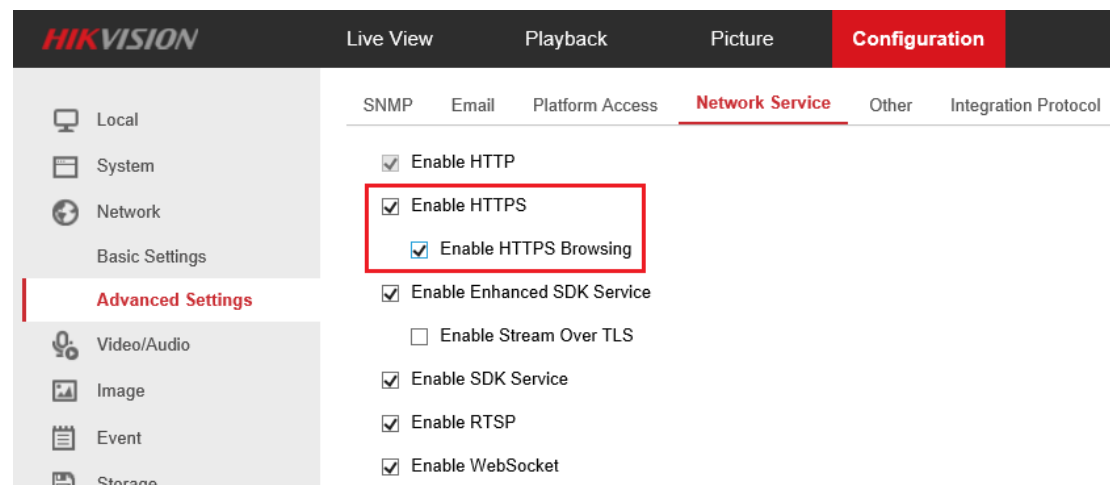 HIKVISION Live View Playback Picture Configuration
SNMP Email Platform Access Network Service Other Integration Protocol
Local
System
Network
Basic Settings
Advanced Settings
Video/Audio
Image
Event
Storage
Enable HTTP
Enable HTTPS
Enable HTTPS Browsing
Enable Enhanced SDK Service
Enable Stream Over TLS
Enable SDK Service
Enable RTSP
Enable WebSocket